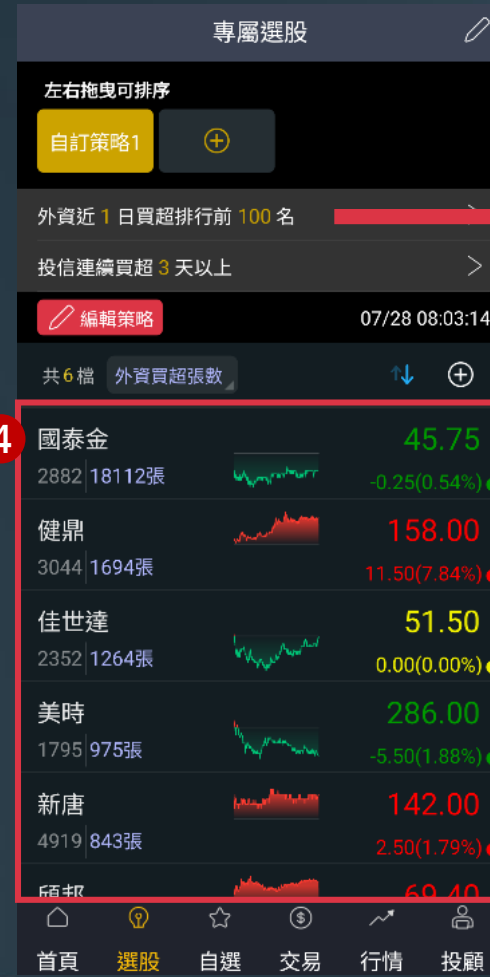 專屬選股
左右拖曳可排序
自訂策略1
外資近 1 日買超排行前 100 名
投信連續買超 3 天以上
編輯策略 07/28 08:03:14
共6檔 外資買超張數
4
國泰金 45.75
2882 18112張 -0.25(0.54%)
健鼎 158.00
3044 1694張 11.50(7.84%)
佳世達 51.50
2352 1264張 0.00(0.00%)
美時 286.00
1795 975張 -5.50(1.88%)
新唐 142.00
4919 843張 2.50(1.79%)
頎邦 69.40
首頁 選股 自選 交易 行情 投顧